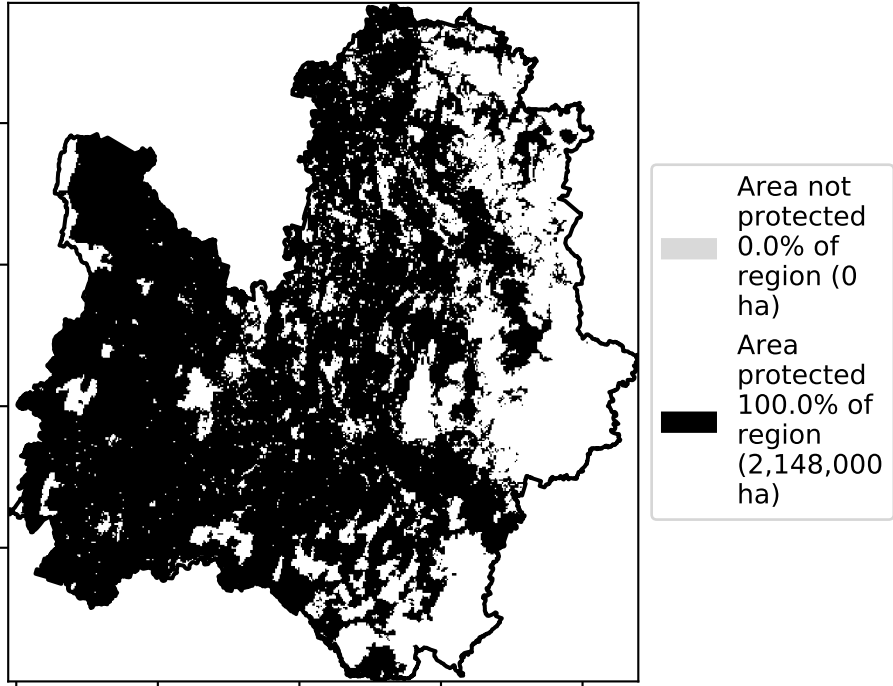 Area not
protected
0.0% of
region (0
ha)
Area
protected
100.0% of
region
(2,148,000
ha)